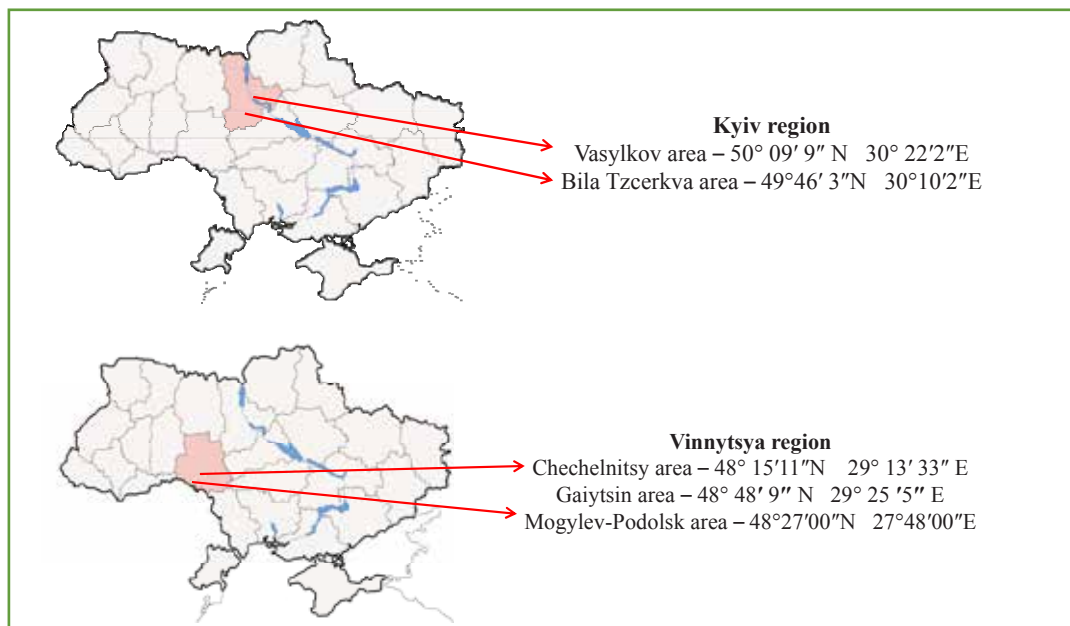 Kyiv region
Vasylkov area – 50° 09′ 9″ N   30° 22′2″E
Bila Tzcerkva area – 49°46′ 3″N   30°10′2″E
Vinnytsya region
Chechelnitsy area – 48° 15′11″N   29° 13′ 33″ E
Gaiytsin area – 48° 48′ 9″ N   29° 25 ′5″ E
Mogylev-Podolsk area – 48°27′00″N   27°48′00″E